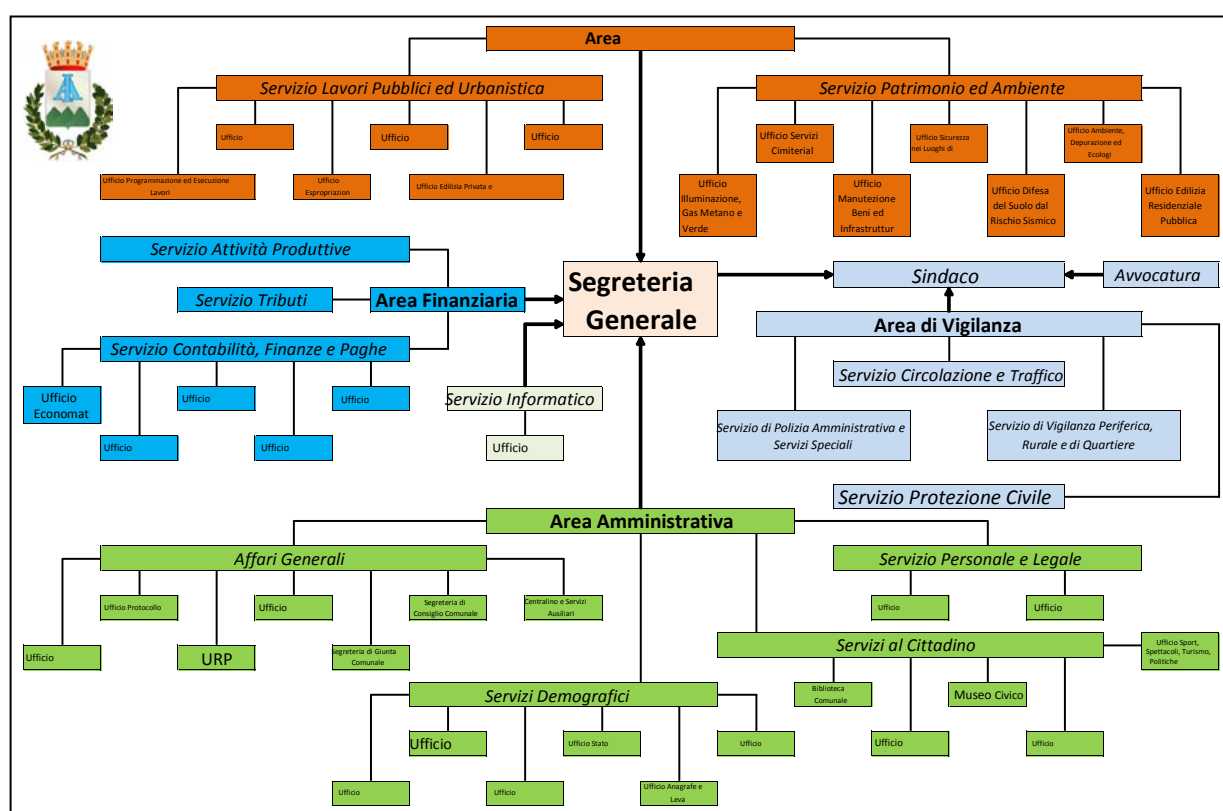 Area
Servizio Lavori Pubblici ed Urbanistica
Servizio Patrimonio ed Ambiente
Ufficio
Ufficio
Ufficio
Ufficio Programmazione ed Esecuzione
Lavori
Ufficio
Espropriazion
Ufficio Edilizia Privata e
Ufficio Servizi
Cimiterial
Ufficio Sicurezza
nei Luoghi di
Ufficio Ambiente,
Depurazione ed
Ecologi
Ufficio
Illuminazione,
Gas Metano e
Verde
Ufficio
Manutezione
Beni ed
Infrastruttur
Ufficio Difesa
del Suolo dal
Rischio Sismico
Ufficio Edilizia
Residenziale
Pubblica
Servizio Attività Produttive
Servizio Tributi
Area Finanziaria
Servizio Contabilità, Finanze e Paghe
Ufficio
Economat
Ufficio
Ufficio
Ufficio
Ufficio
Segreteria
Generale
Servizio Informatico
Ufficio
Sindaco
Avvocatura
Area di Vigilanza
Servizio Circolazione e Traffico
Servizio di Polizia Amministrativa e
Servizi Speciali
Servizio di Vigilanza Periferica,
Rurale e di Quartiere
Servizio Protezione Civile
Area Amministrativa
Affari Generali
Ufficio Protocollo
Ufficio
Segreteria di
Consiglio Comunale
Centralino e Servizi
Ausiliari
Ufficio
URP
Segreteria di Giunta
Comunale
Servizio Personale e Legale
Ufficio
Ufficio
Servizi al Cittadino
Ufficio Sport,
Spettacoli, Turismo,
Politiche
Biblioteca
Comunale
Museo Civico
Ufficio
Ufficio
Servizi Demografici
Ufficio
Ufficio Stato
Ufficio
Ufficio
Ufficio
Ufficio Anagrafe e
Leva